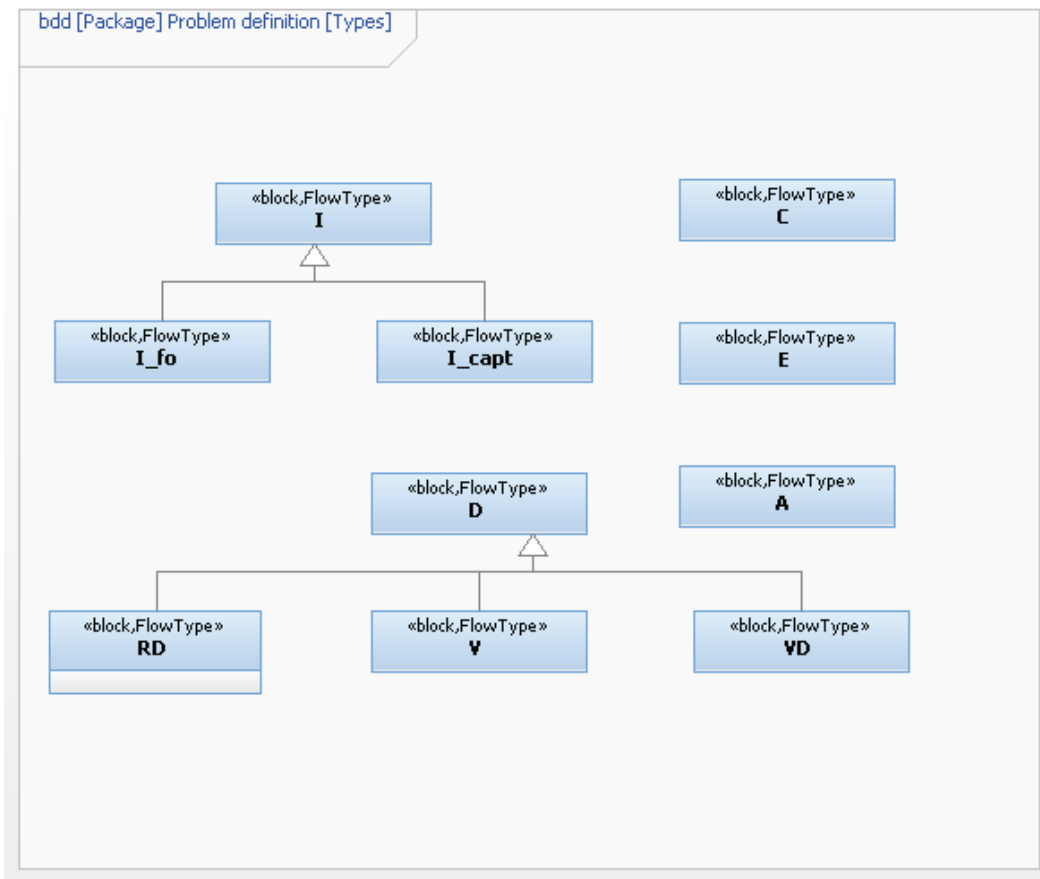 bdd [Package] Problem definition [Types]
«block,FlowType»
I
«block,FlowType»
C
«block,FlowType»
I_fo
«block,FlowType»
I_capt
«block,FlowType»
E
«block,FlowType»
D
«block,FlowType»
A
«block,FlowType»
RD
«block,FlowType»
V
«block,FlowType»
VD